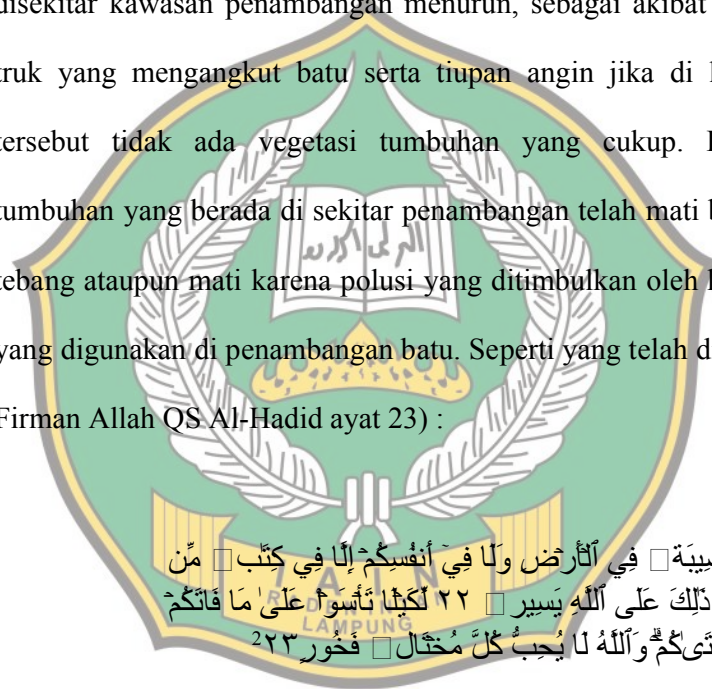 disekitar kawasan penambangan menurun, sebagai akibat
truk yang mengangkut batu serta tiupan angin jika di
tersebut tidak ada vegetasi tumbuhan yang cukup.
tumbuhan yang berada di sekitar penambangan telah mati
tebang ataupun mati karena polusi yang ditimbulkan oleh
yang digunakan di penambangan batu. Seperti yang telah
Firman Allah QS Al-Hadid ayat 23) :
فِي ٱلۡأَرۡضِ وَلَا فِيٓ أَنفُسِكُمۡ إِلَّا فِي كِتَٰب مِّن
ذَٰلِكَ عَلَى ٱللَّهِ يَسِير ٢٢ لِّكَيۡلَا تَأۡسَوۡاْ عَلَىٰ مَا فَاتَكُمۡ
وَٱللَّهُ لَا يُحِبُّ كُلَّ مُخۡتَال فَخُورٍ ٢٣ 2
I A I N
LAMPUNG